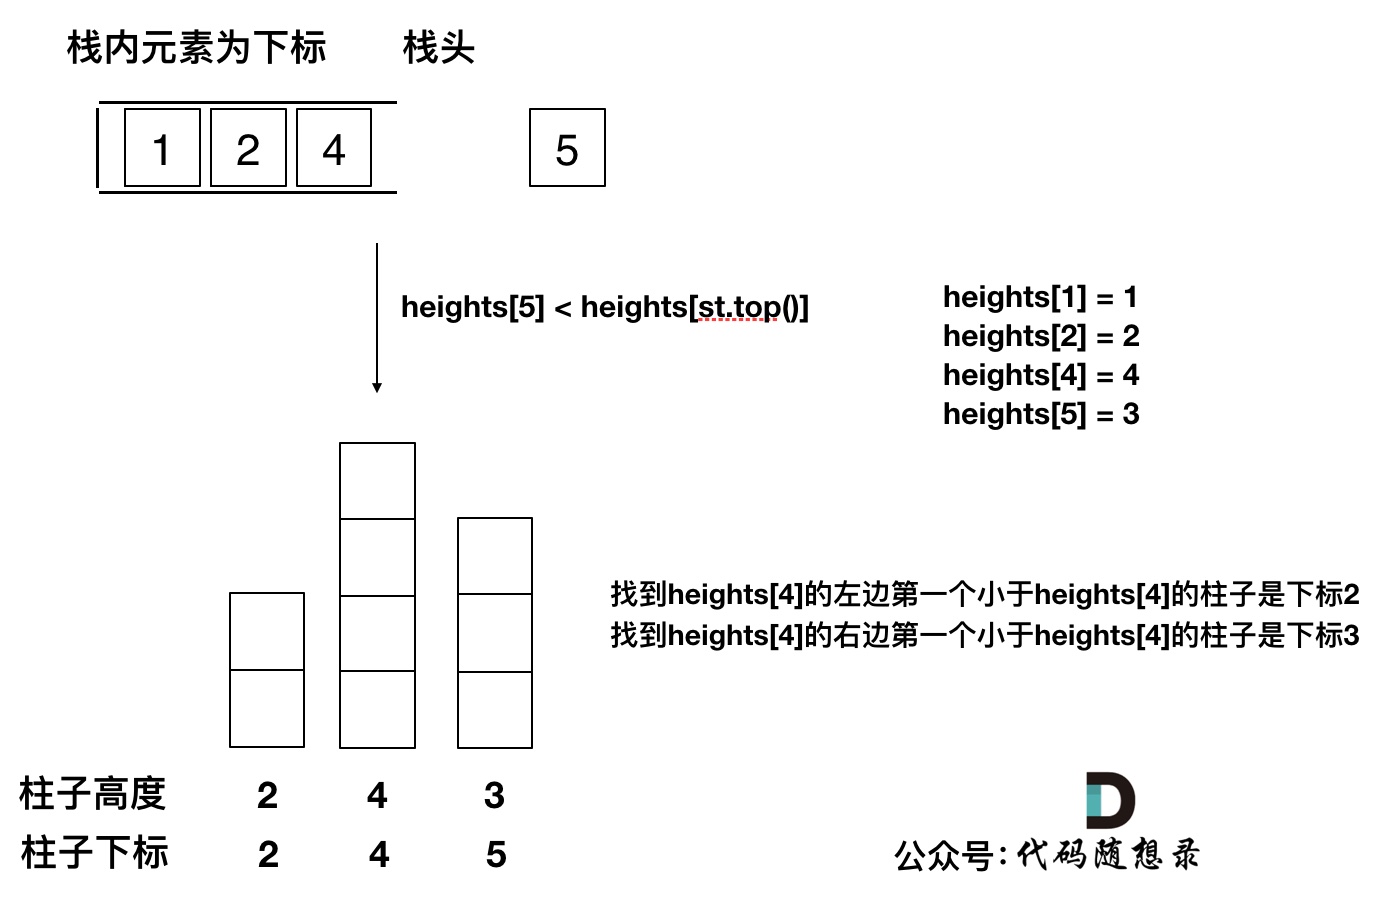 栈内元素为下标 栈头
1 2 4 5
heights[5] < heights[st.top()]
heights[1] = 1
heights[2] = 2
heights[4] = 4
heights[5] = 3
找到heights[4]的左边第一个小于heights[4]的柱子是下标2
找到heights[4]的右边第一个小于heights[4]的柱子是下标3
柱子高度 2 4 3
柱子下标 2 4 5
公众号：代码随想录